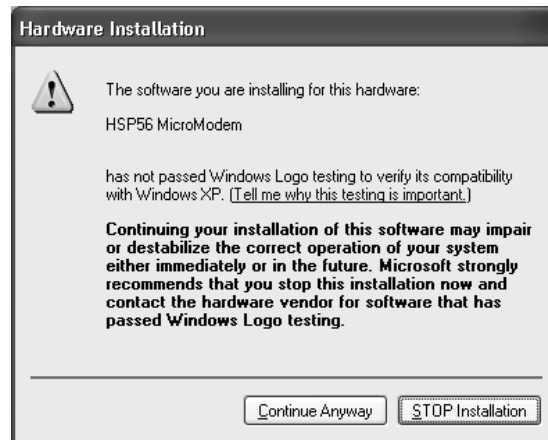 Hardware Installation
The software you are installing for this hardware:
HSP56 MicroModem
has not passed Windows Logo testing to verify its compatibility
with Windows XP. (Tell me why this testing is important.)
Continuing your installation of this software may impair
or destabilize the correct operation of your system
either immediately or in the future. Microsoft strongly
recommends that you stop this installation now and
contact the hardware vendor for software that has
passed Windows Logo testing.
Continue Anyway
STOP Installation